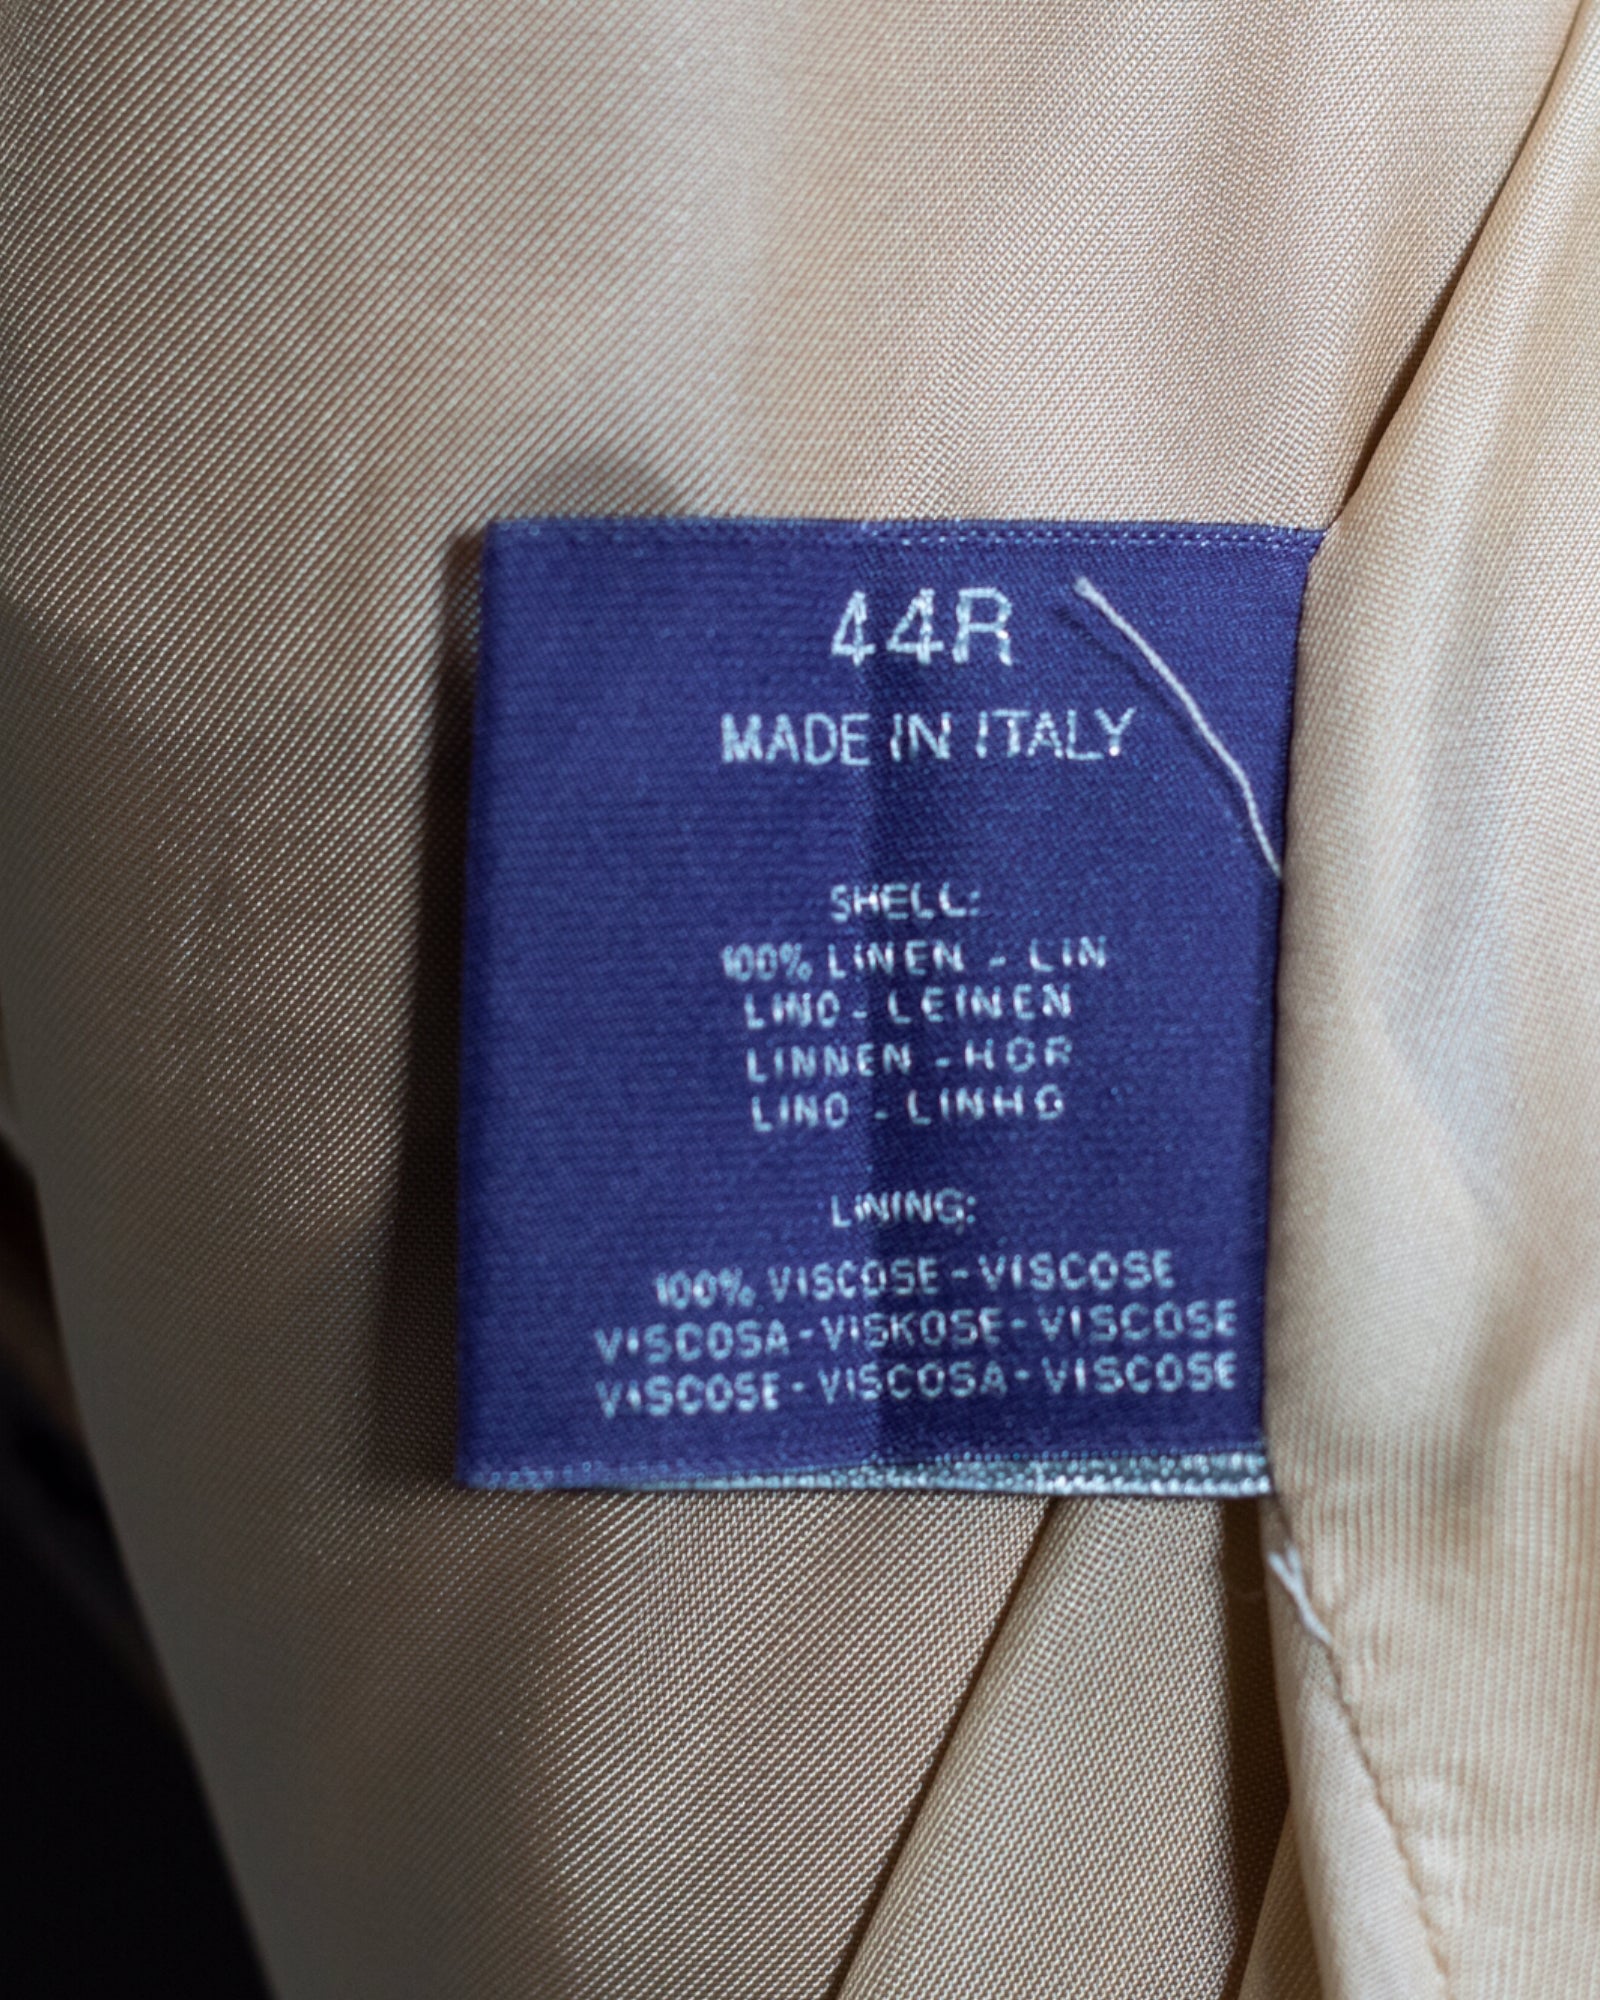 44R
MADE IN ITALY
SHELL:
100% LINEN - LIN
LINO - LEINEN
LINNEN - HOR
LINO - LINHO
LINING:
100% VISCOSE - VISCOSE
VISCOSA - VISKOSE - VISCOSE
VISCOSE - VISCOSA - VISCOSE